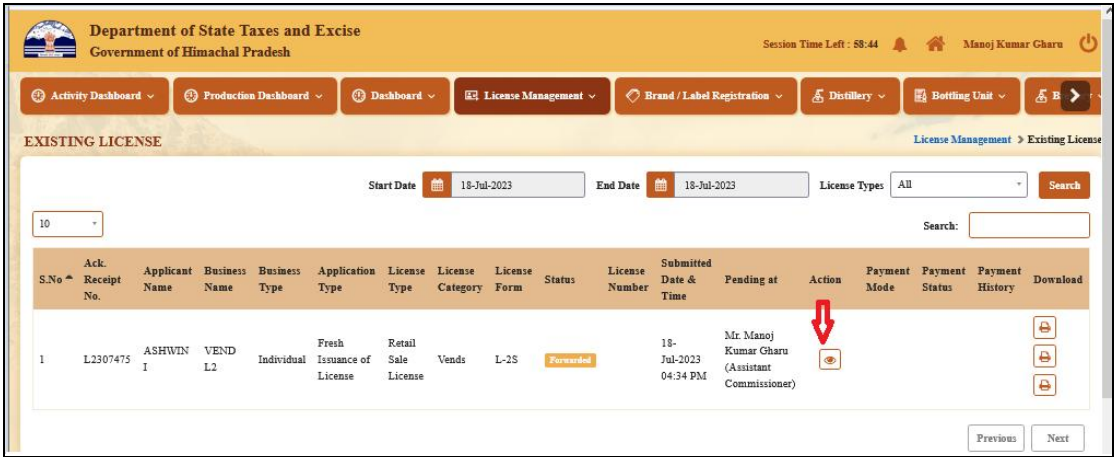 Department of State Taxes and Excise
Government of Himachal Pradesh
Session Time Left : 58:44
Manoj Kumar Gharu
Activity Dashboard
Production Dashboard
Dashboard
License Management
Brand / Label Registration
Distillery
Bottling Unit
B
EXISTING LICENSE
License Management > Existing License
Start Date 18-Jul-2023 End Date 18-Jul-2023 License Types All Search
10 Search:
S.No Ack. Receipt No. Applicant Name Business Name Business Type Application Type License Type License Category License Form Status License Number Submitted Date & Time Pending at Action Payment Mode Payment Status Payment History Download
1 L2307475 ASHWIN I VEND L2 Individual Fresh Issuance of License Retail Sale License Vends L-2S Forwarded 18-Jul-2023 04:34 PM Mr. Manoj Kumar Gharu (Assistant Commissioner)
Previous Next